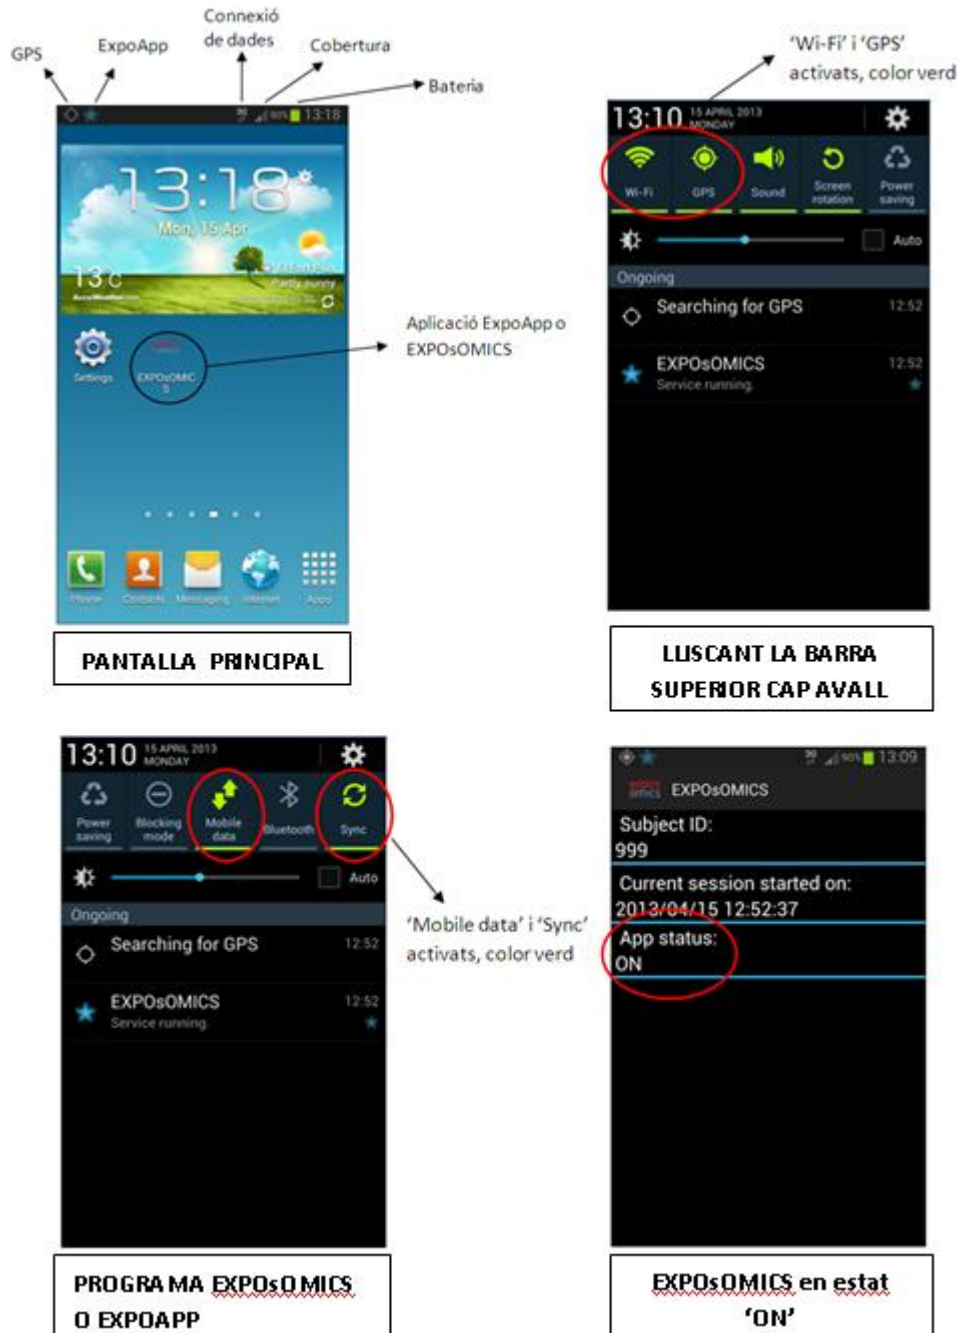 GPS
ExpoApp
Connexió
de dades
Cobertura
Bateria
90%
13:18
13:18
Mon, 15 Apr
13°C
Partly sunny
Settings
EXPOsOMIC
S
Phone
Contacts
Messaging
Internet
Apps
Aplicació ExpoApp o
EXPOsOMICS
PANTALLA PRINCIPAL
'Wi-Fi' i 'GPS'
activats, color verd
13:10
15 APRIL 2013
MONDAY
Wi-Fi
GPS
Sound
Screen
rotation
Power
saving
Auto
Ongoing
Searching for GPS
12:52
EXPOsOMICS
12:52
Service running.
LLISCANT LA BARRA
SUPERIOR CAP AVALL
13:10
15 APRIL 2013
MONDAY
Power
saving
Blocking
mode
Mobile
data
Bluetooth
Sync
Auto
Ongoing
Searching for GPS
12:52
EXPOsOMICS
12:52
Service running.
'Mobile data' i 'Sync'
activats, color verd
PROGRAMA EXPOsOMICS
O EXPOAPP
90%
13:09
EXPOsOMICS
Subject ID:
999
Current session started on:
2013/04/15 12:52:37
App status:
ON
EXPOsOMICS en estat
'ON'